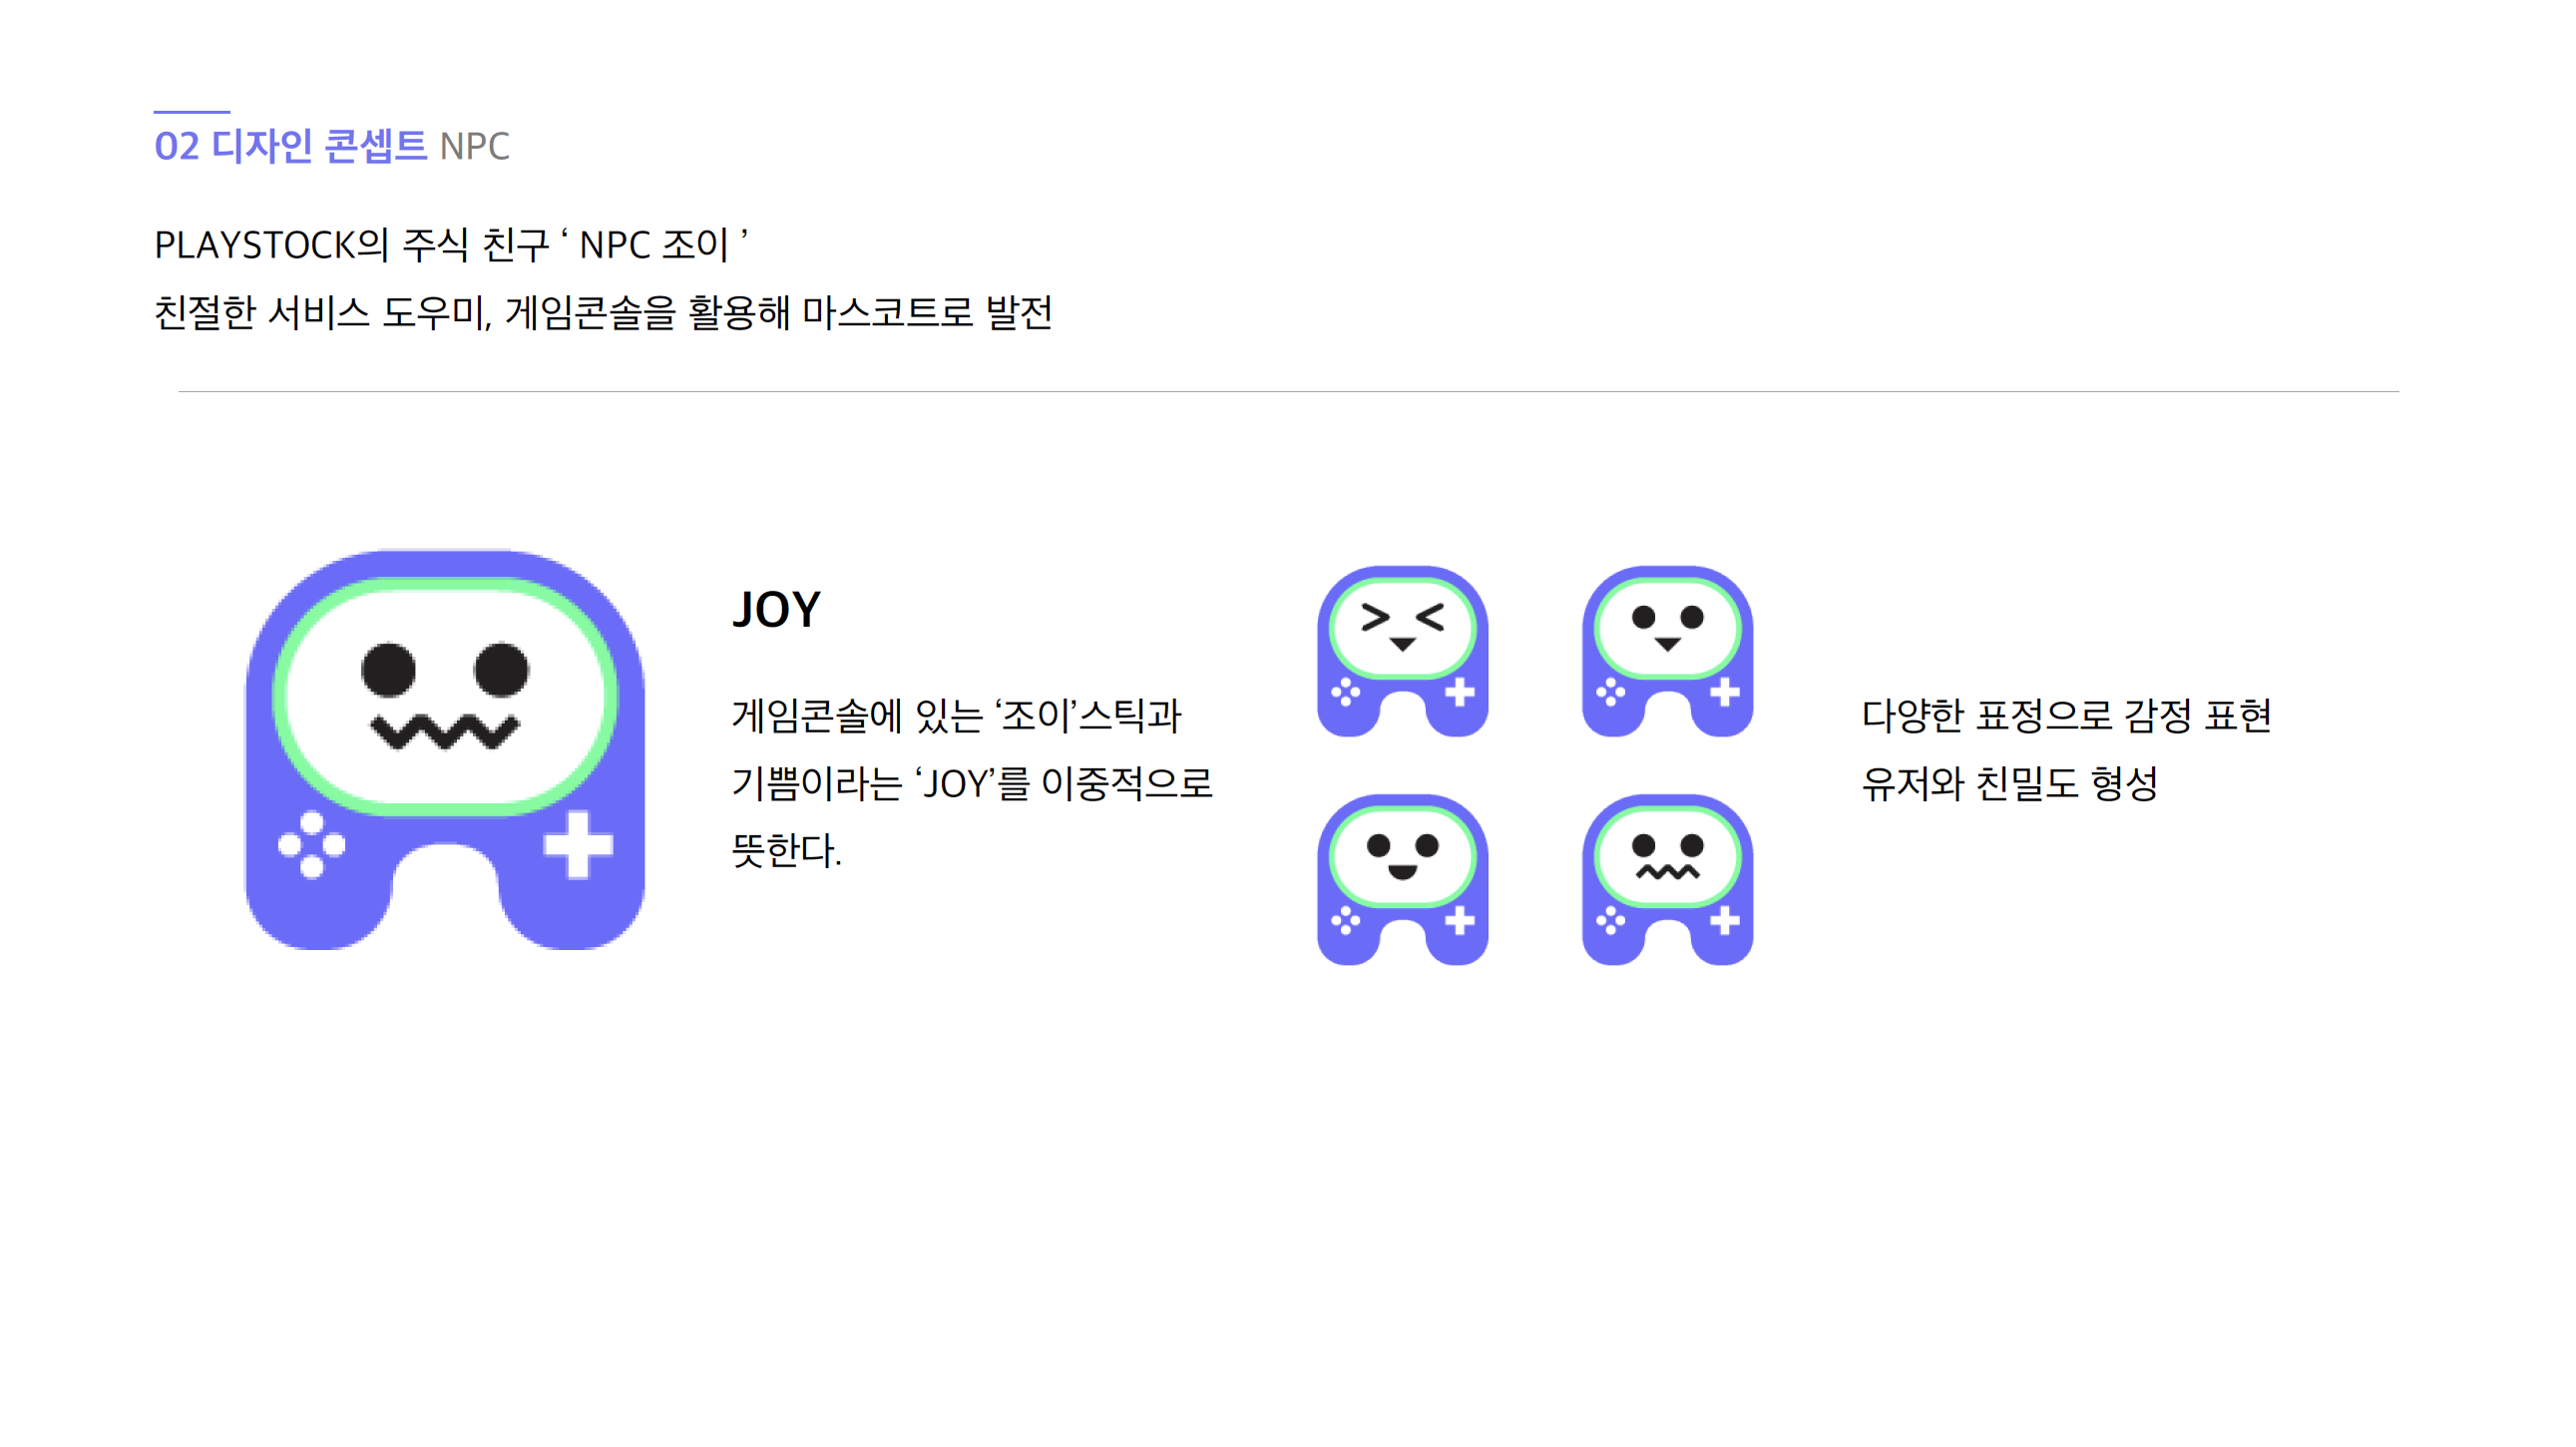 02 디자인 콘셉트 NPC
PLAYSTOCK의 주식 친구 ‘ NPC 조이 ’
친절한 서비스 도우미, 게임콘솔을 활용해 마스코트로 발전
JOY
게임콘솔에 있는 ‘조이’스틱과
기쁨이라는 ‘JOY’를 이중적으로
뜻한다.
다양한 표정으로 감정 표현
유저와 친밀도 형성